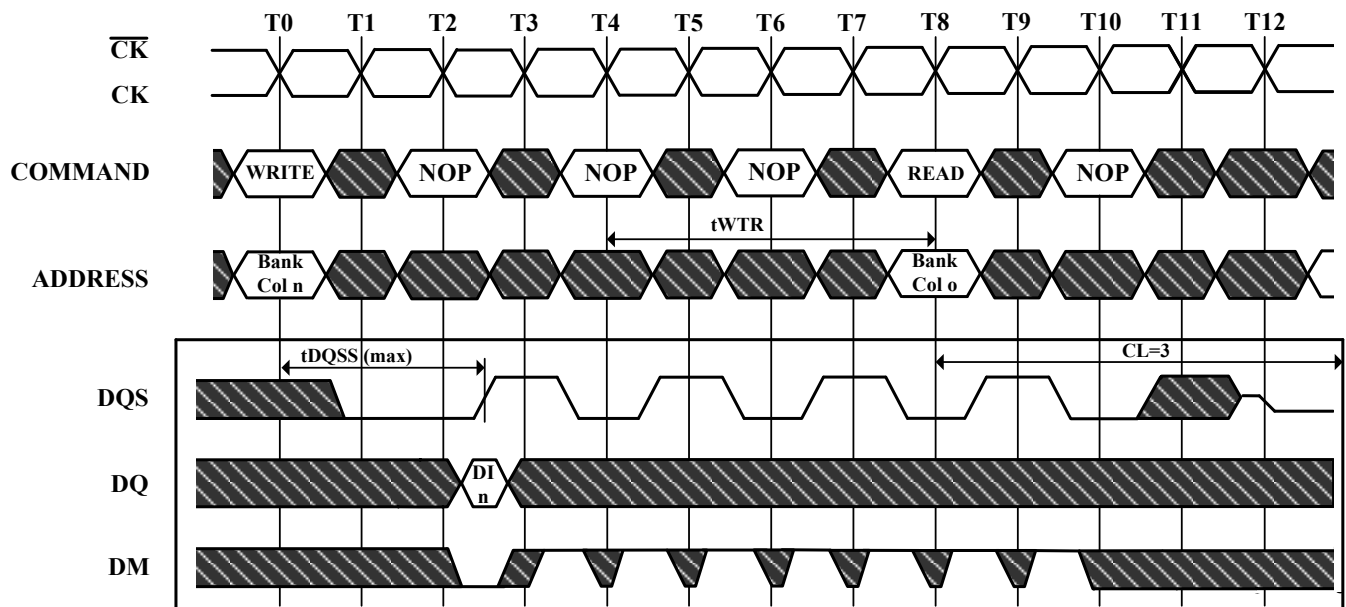 T0 T1 T2 T3 T4 T5 T6 T7 T8 T9 T10 T11 T12
CK
CK
COMMAND WRITE NOP NOP NOP READ NOP
tWTR
ADDRESS Bank Col n Bank Col o
tDQSS (max) CL=3
DQS
DQ DI n
DM